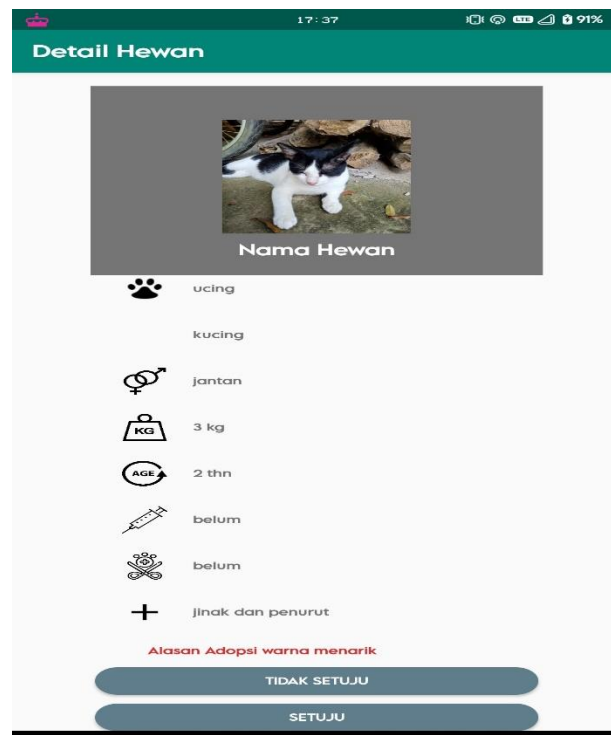 17:37
LTE
91%
Detail Hewan
Nama Hewan
ucing
kucing
jantan
KG
3 kg
AGE
2 thn
belum
belum
jinak dan penurut
Alasan Adopsi warna menarik
TIDAK SETUJU
SETUJU